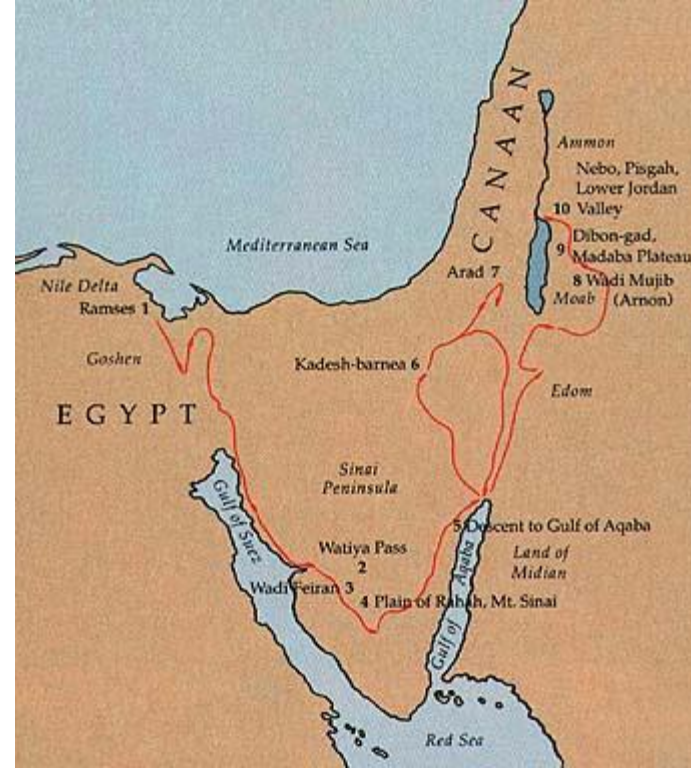 CANAAN
Ammon
Nebo, Pisgah,
Lower Jordan
10 Valley
Mediterranean Sea
Dibon-gad,
9 Madaba Plateau
Arad 7
8 Wadi Mujib
Moab (Arnon)
Nile Delta
Ramses 1
Goshen
Kadesh-barnea 6
Edom
EGYPT
Sinai
Peninsula
Gulf of Suez
5 Descent to Gulf of Aqaba
Watiya Pass
2
Land of
Midian
Wadi Feiran 3
4 Plain of Rahah, Mt. Sinai
Gulf of Aqaba
Red Sea